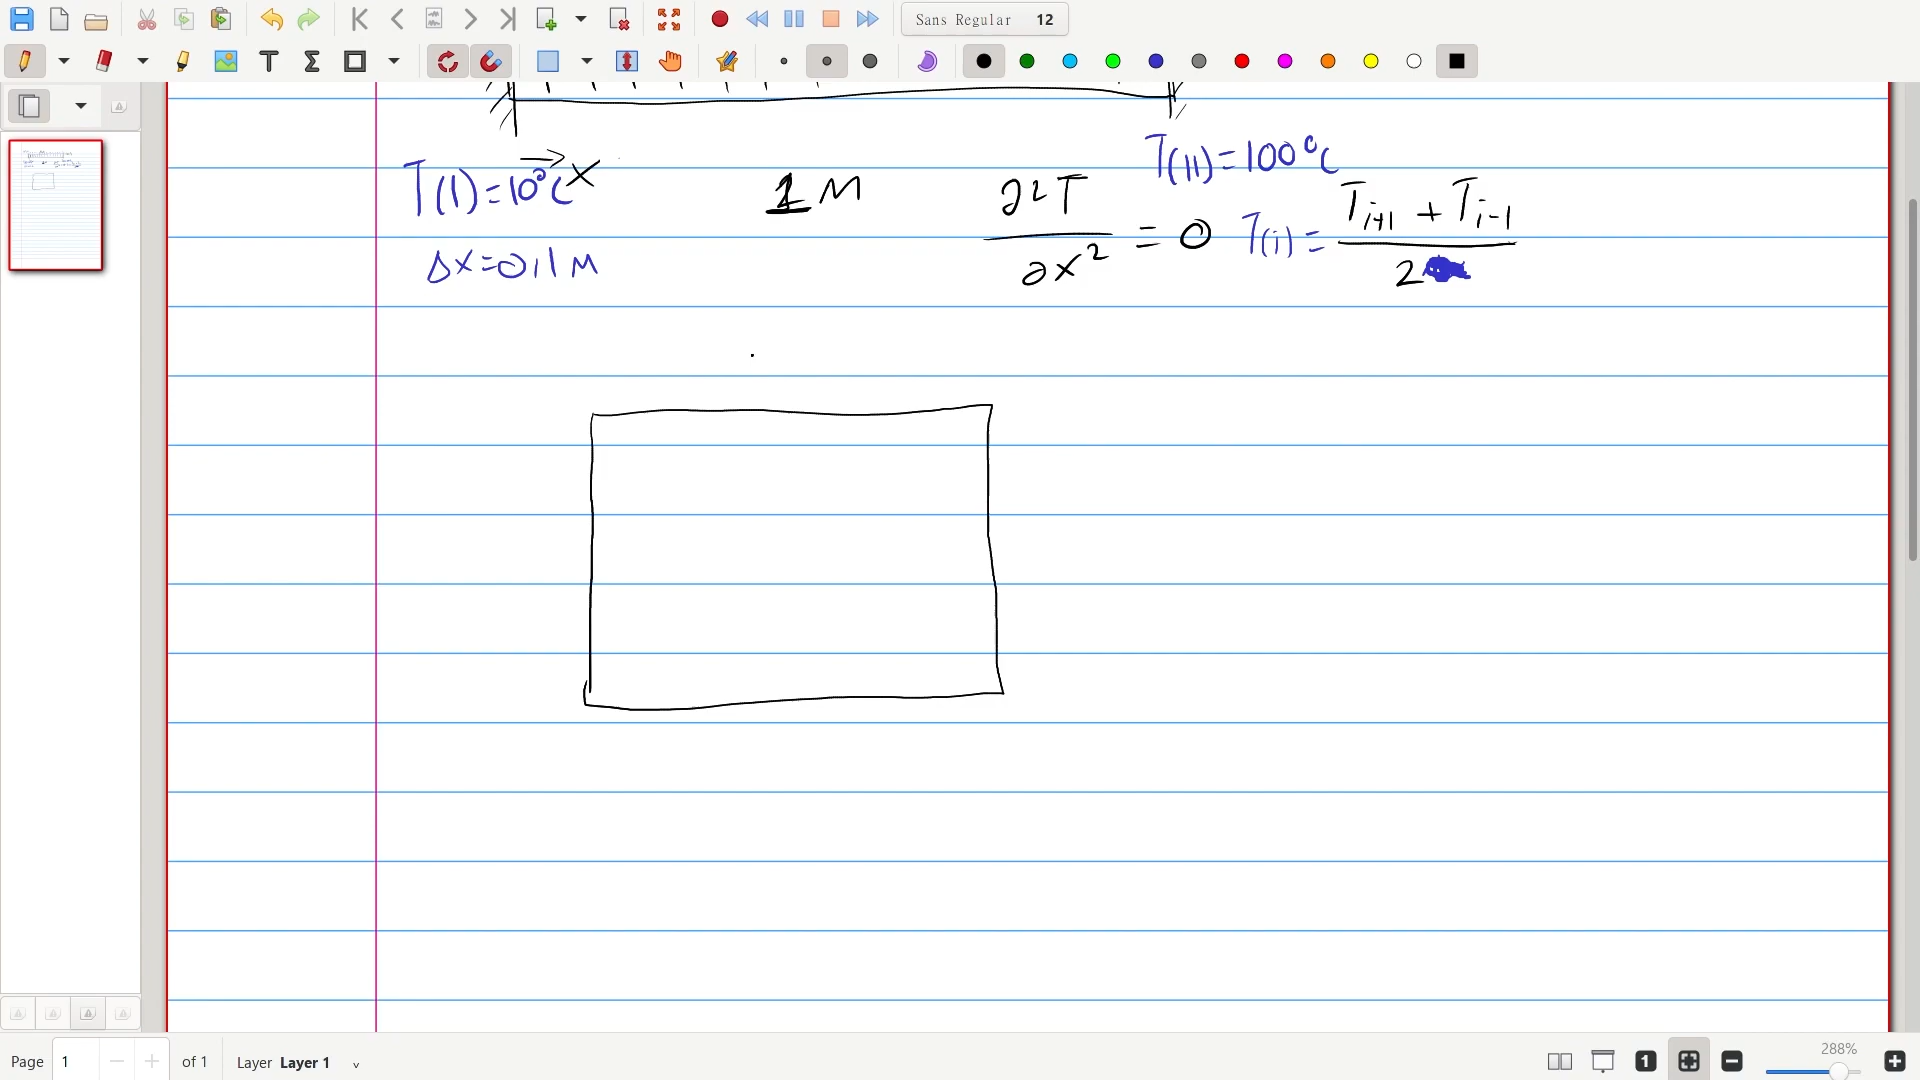 Sans Regular 12
T(11)=100°C
T(1)=10°C X
1 M
∂2T
∂x²
= 0
T(i) =
T i+1 + T i-1
2
Δx=0,1 M
Page 1 of 1 Layer Layer 1
288%